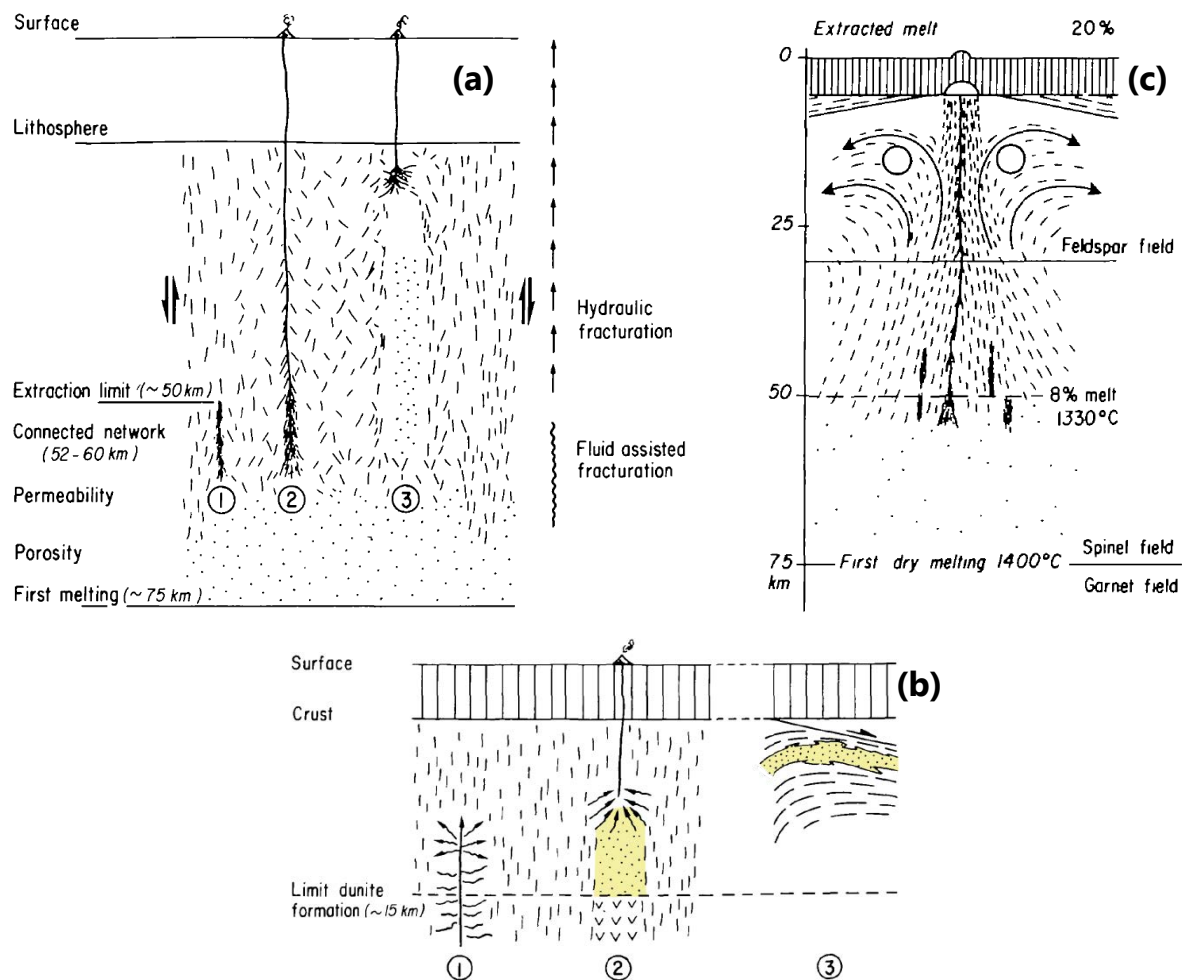 Surface
(a)
Lithosphere
Extraction limit (~50 km)
Connected network
(52-60 km)
Permeability
Porosity
First melting (~75 km)
1
2
3
Hydraulic
fracturation
Fluid assisted
fracturation
Extracted melt 20%
(c)
0
25
Feldspar field
50
8% melt
1330°C
75
km
First dry melting 1400°C
Spinel field
Garnet field
Surface
(b)
Crust
Limit dunite
formation (~15 km)
1
2
3